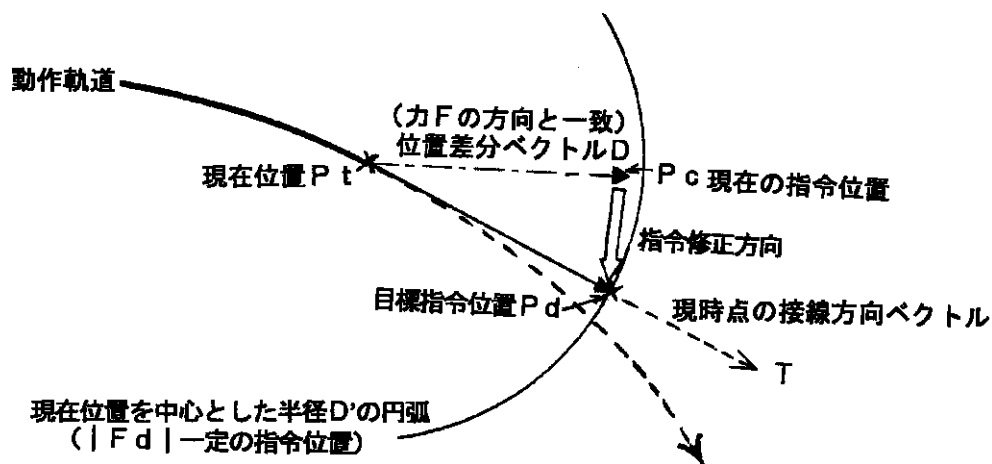 動作軌道
（力Ｆの方向と一致）
位置差分ベクトルＤ
現在位置Ｐｔ
Ｐｃ現在の指令位置
指令修正方向
目標指令位置Ｐｄ
現時点の接線方向ベクトル
Ｔ
現在位置を中心とした半径Ｄ’の円弧
（｜Ｆｄ｜一定の指令位置）